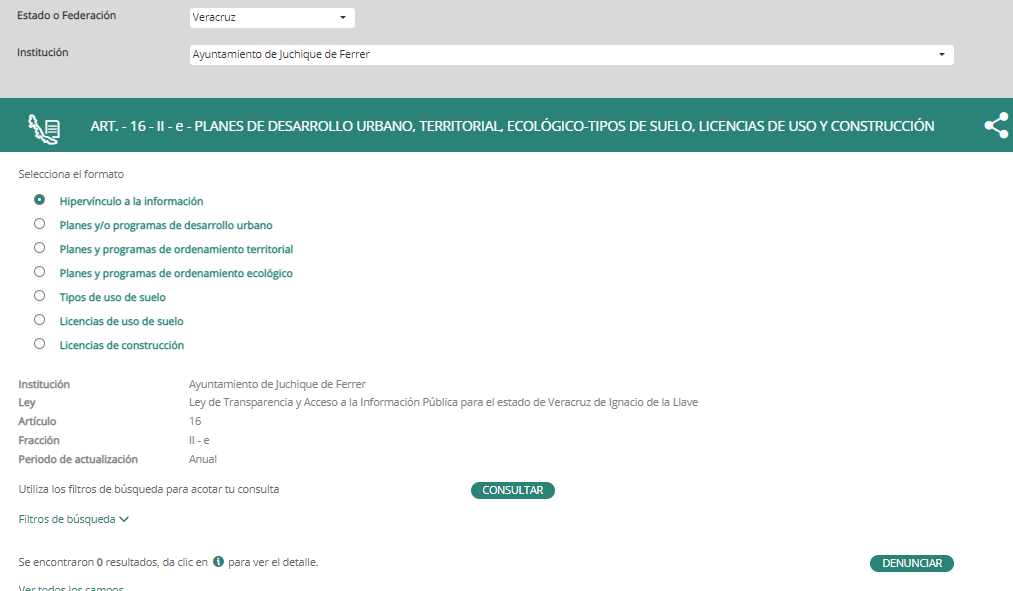 Estado o Federación
Veracruz
Institución
Ayuntamiento de Juchique de Ferrer
ART. - 16 - II - e - PLANES DE DESARROLLO URBANO, TERRITORIAL, ECOLÓGICO-TIPOS DE SUELO, LICENCIAS DE USO Y CONSTRUCCIÓN
Selecciona el formato
Hipervínculo a la información
Planes y/o programas de desarrollo urbano
Planes y programas de ordenamiento territorial
Planes y programas de ordenamiento ecológico
Tipos de uso de suelo
Licencias de uso de suelo
Licencias de construcción
Institución Ayuntamiento de Juchique de Ferrer
Ley Ley de Transparencia y Acceso a la Información Pública para el estado de Veracruz de Ignacio de la Llave
Artículo 16
Fracción II - e
Periodo de actualización Anual
Utiliza los filtros de búsqueda para acotar tu consulta CONSULTAR
Filtros de búsqueda
Se encontraron 0 resultados, da clic en i para ver el detalle. DENUNCIAR
Ver todos los campos